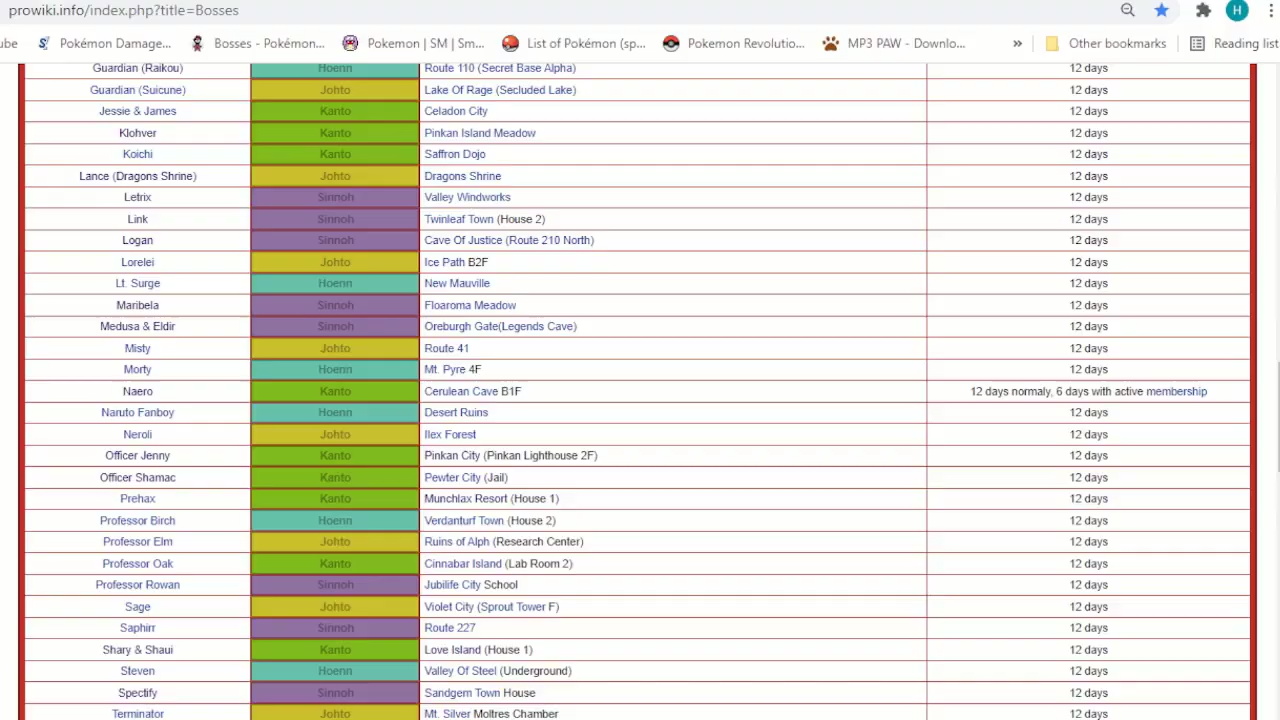 prowiki.info/index.php?title=Bosses
H
ube Pokémon Damage... Bosses - Pokémon... Pokemon | SM | Sm... List of Pokémon (sp... Pokemon Revolutio... MP3 PAW - Downlo... » Other bookmarks Reading list
Guardian (Raikou) Hoenn Route 110 (Secret Base Alpha) 12 days
Guardian (Suicune) Johto Lake Of Rage (Secluded Lake) 12 days
Jessie & James Kanto Celadon City 12 days
Klohver Kanto Pinkan Island Meadow 12 days
Koichi Kanto Saffron Dojo 12 days
Lance (Dragons Shrine) Johto Dragons Shrine 12 days
Letrix Sinnoh Valley Windworks 12 days
Link Sinnoh Twinleaf Town (House 2) 12 days
Logan Sinnoh Cave Of Justice (Route 210 North) 12 days
Lorelei Johto Ice Path B2F 12 days
Lt. Surge Hoenn New Mauville 12 days
Maribela Sinnoh Floaroma Meadow 12 days
Medusa & Eldir Sinnoh Oreburgh Gate(Legends Cave) 12 days
Misty Johto Route 41 12 days
Morty Hoenn Mt. Pyre 4F 12 days
Naero Kanto Cerulean Cave B1F 12 days normaly, 6 days with active membership
Naruto Fanboy Hoenn Desert Ruins 12 days
Neroli Johto Ilex Forest 12 days
Officer Jenny Kanto Pinkan City (Pinkan Lighthouse 2F) 12 days
Officer Shamac Kanto Pewter City (Jail) 12 days
Prehax Kanto Munchlax Resort (House 1) 12 days
Professor Birch Hoenn Verdanturf Town (House 2) 12 days
Professor Elm Johto Ruins of Alph (Research Center) 12 days
Professor Oak Kanto Cinnabar Island (Lab Room 2) 12 days
Professor Rowan Sinnoh Jubilife City School 12 days
Sage Johto Violet City (Sprout Tower F) 12 days
Saphirr Sinnoh Route 227 12 days
Shary & Shaui Kanto Love Island (House 1) 12 days
Steven Hoenn Valley Of Steel (Underground) 12 days
Spectify Sinnoh Sandgem Town House 12 days
Terminator Johto Mt. Silver Moltres Chamber 12 days